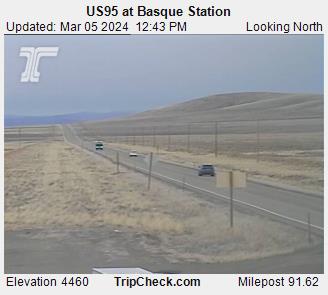 US95 at Basque Station
Updated: Mar 05 2024 12:43 PM Looking North
Elevation 4460 TripCheck.com Milepost 91.62